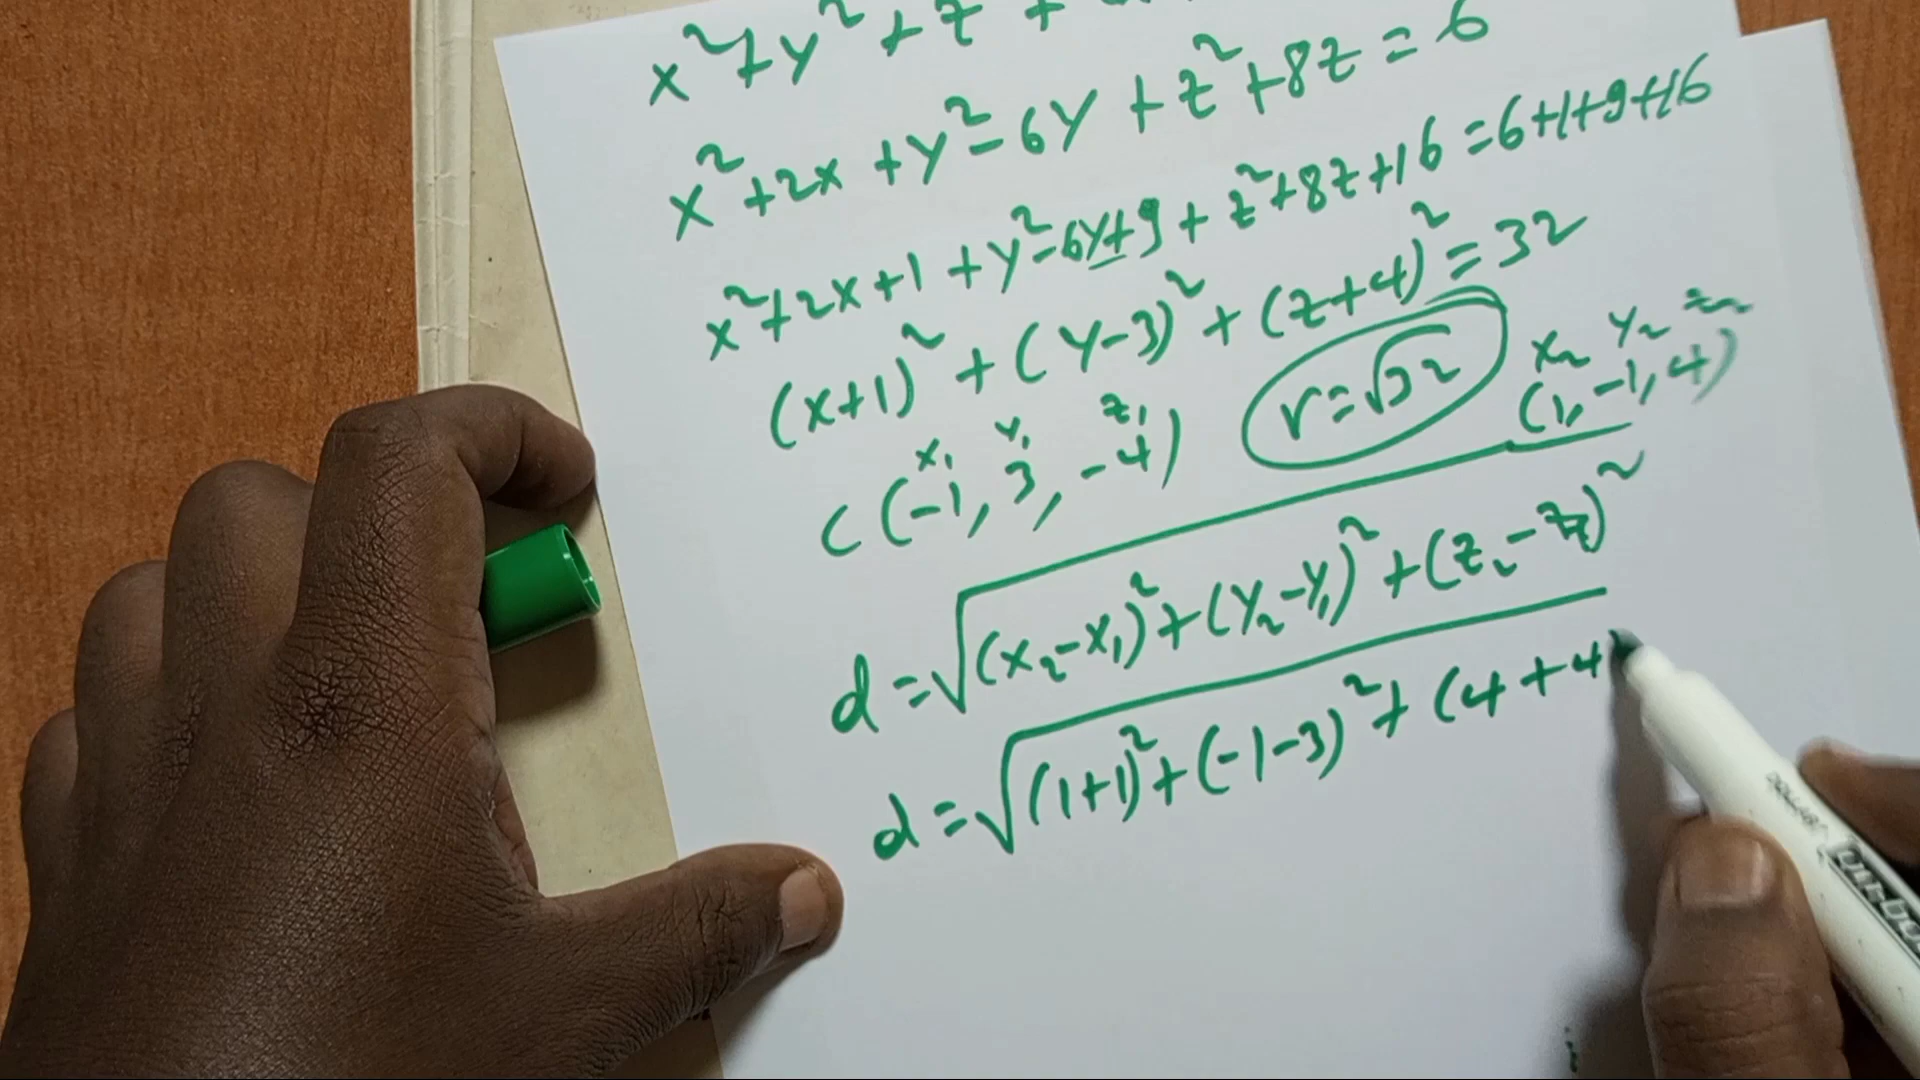 x²+y²+z +
x²+2x +y²-6y +z²+8z = 6
x²+2x+1 +y²-6y+9 + z²+8z+16 =6+1+9+16
(x+1)² + (y-3)² + (z+4)² = 32
x₁ y₁ z₁
C(-1, 3, -4)
r=√32
x₂ y₂ z₂
(1, -1, 4)
d=√(x₂-x₁)²+(y₂-y₁)²+(z₂-z₁)²
d=√(1+1)²+(-1-3)²+ (4+4)